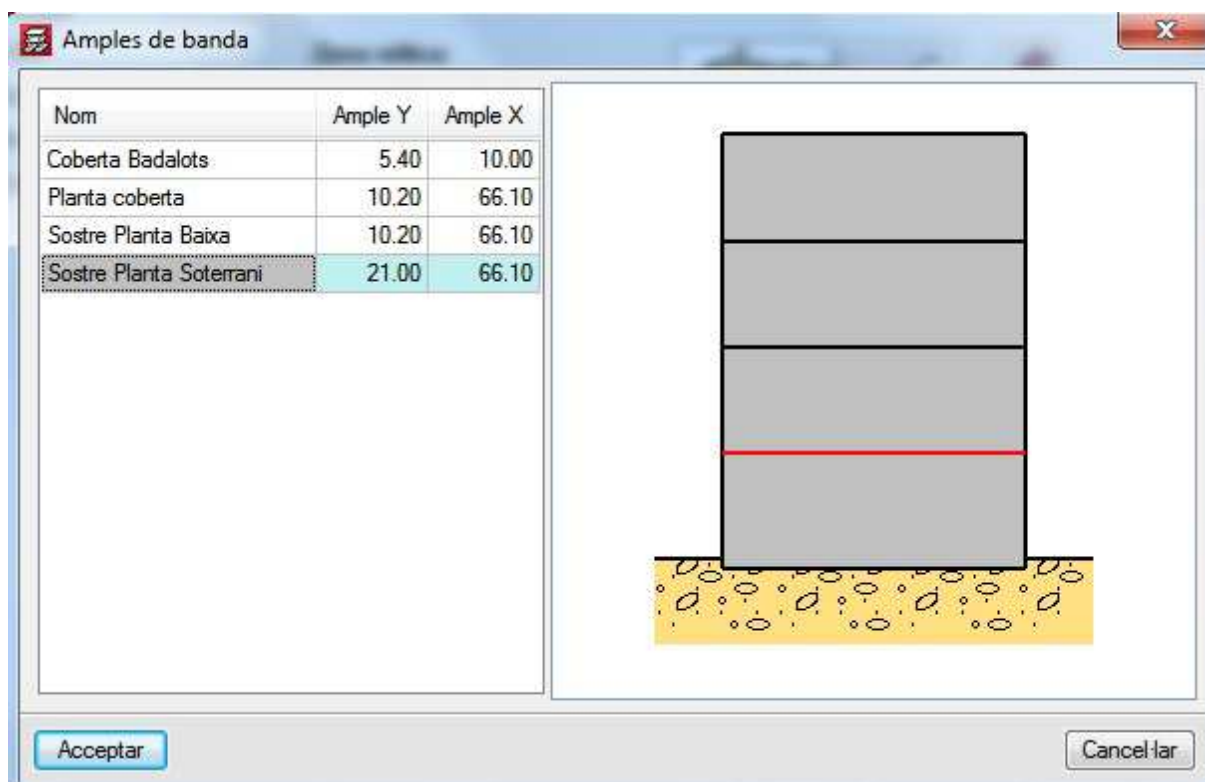 Amples de banda
Nom Ample Y Ample X
Coberta Badalots 5.40 10.00
Planta coberta 10.20 66.10
Sostre Planta Baixa 10.20 66.10
Sostre Planta Soterrani 21.00 66.10
Acceptar Cancel·lar